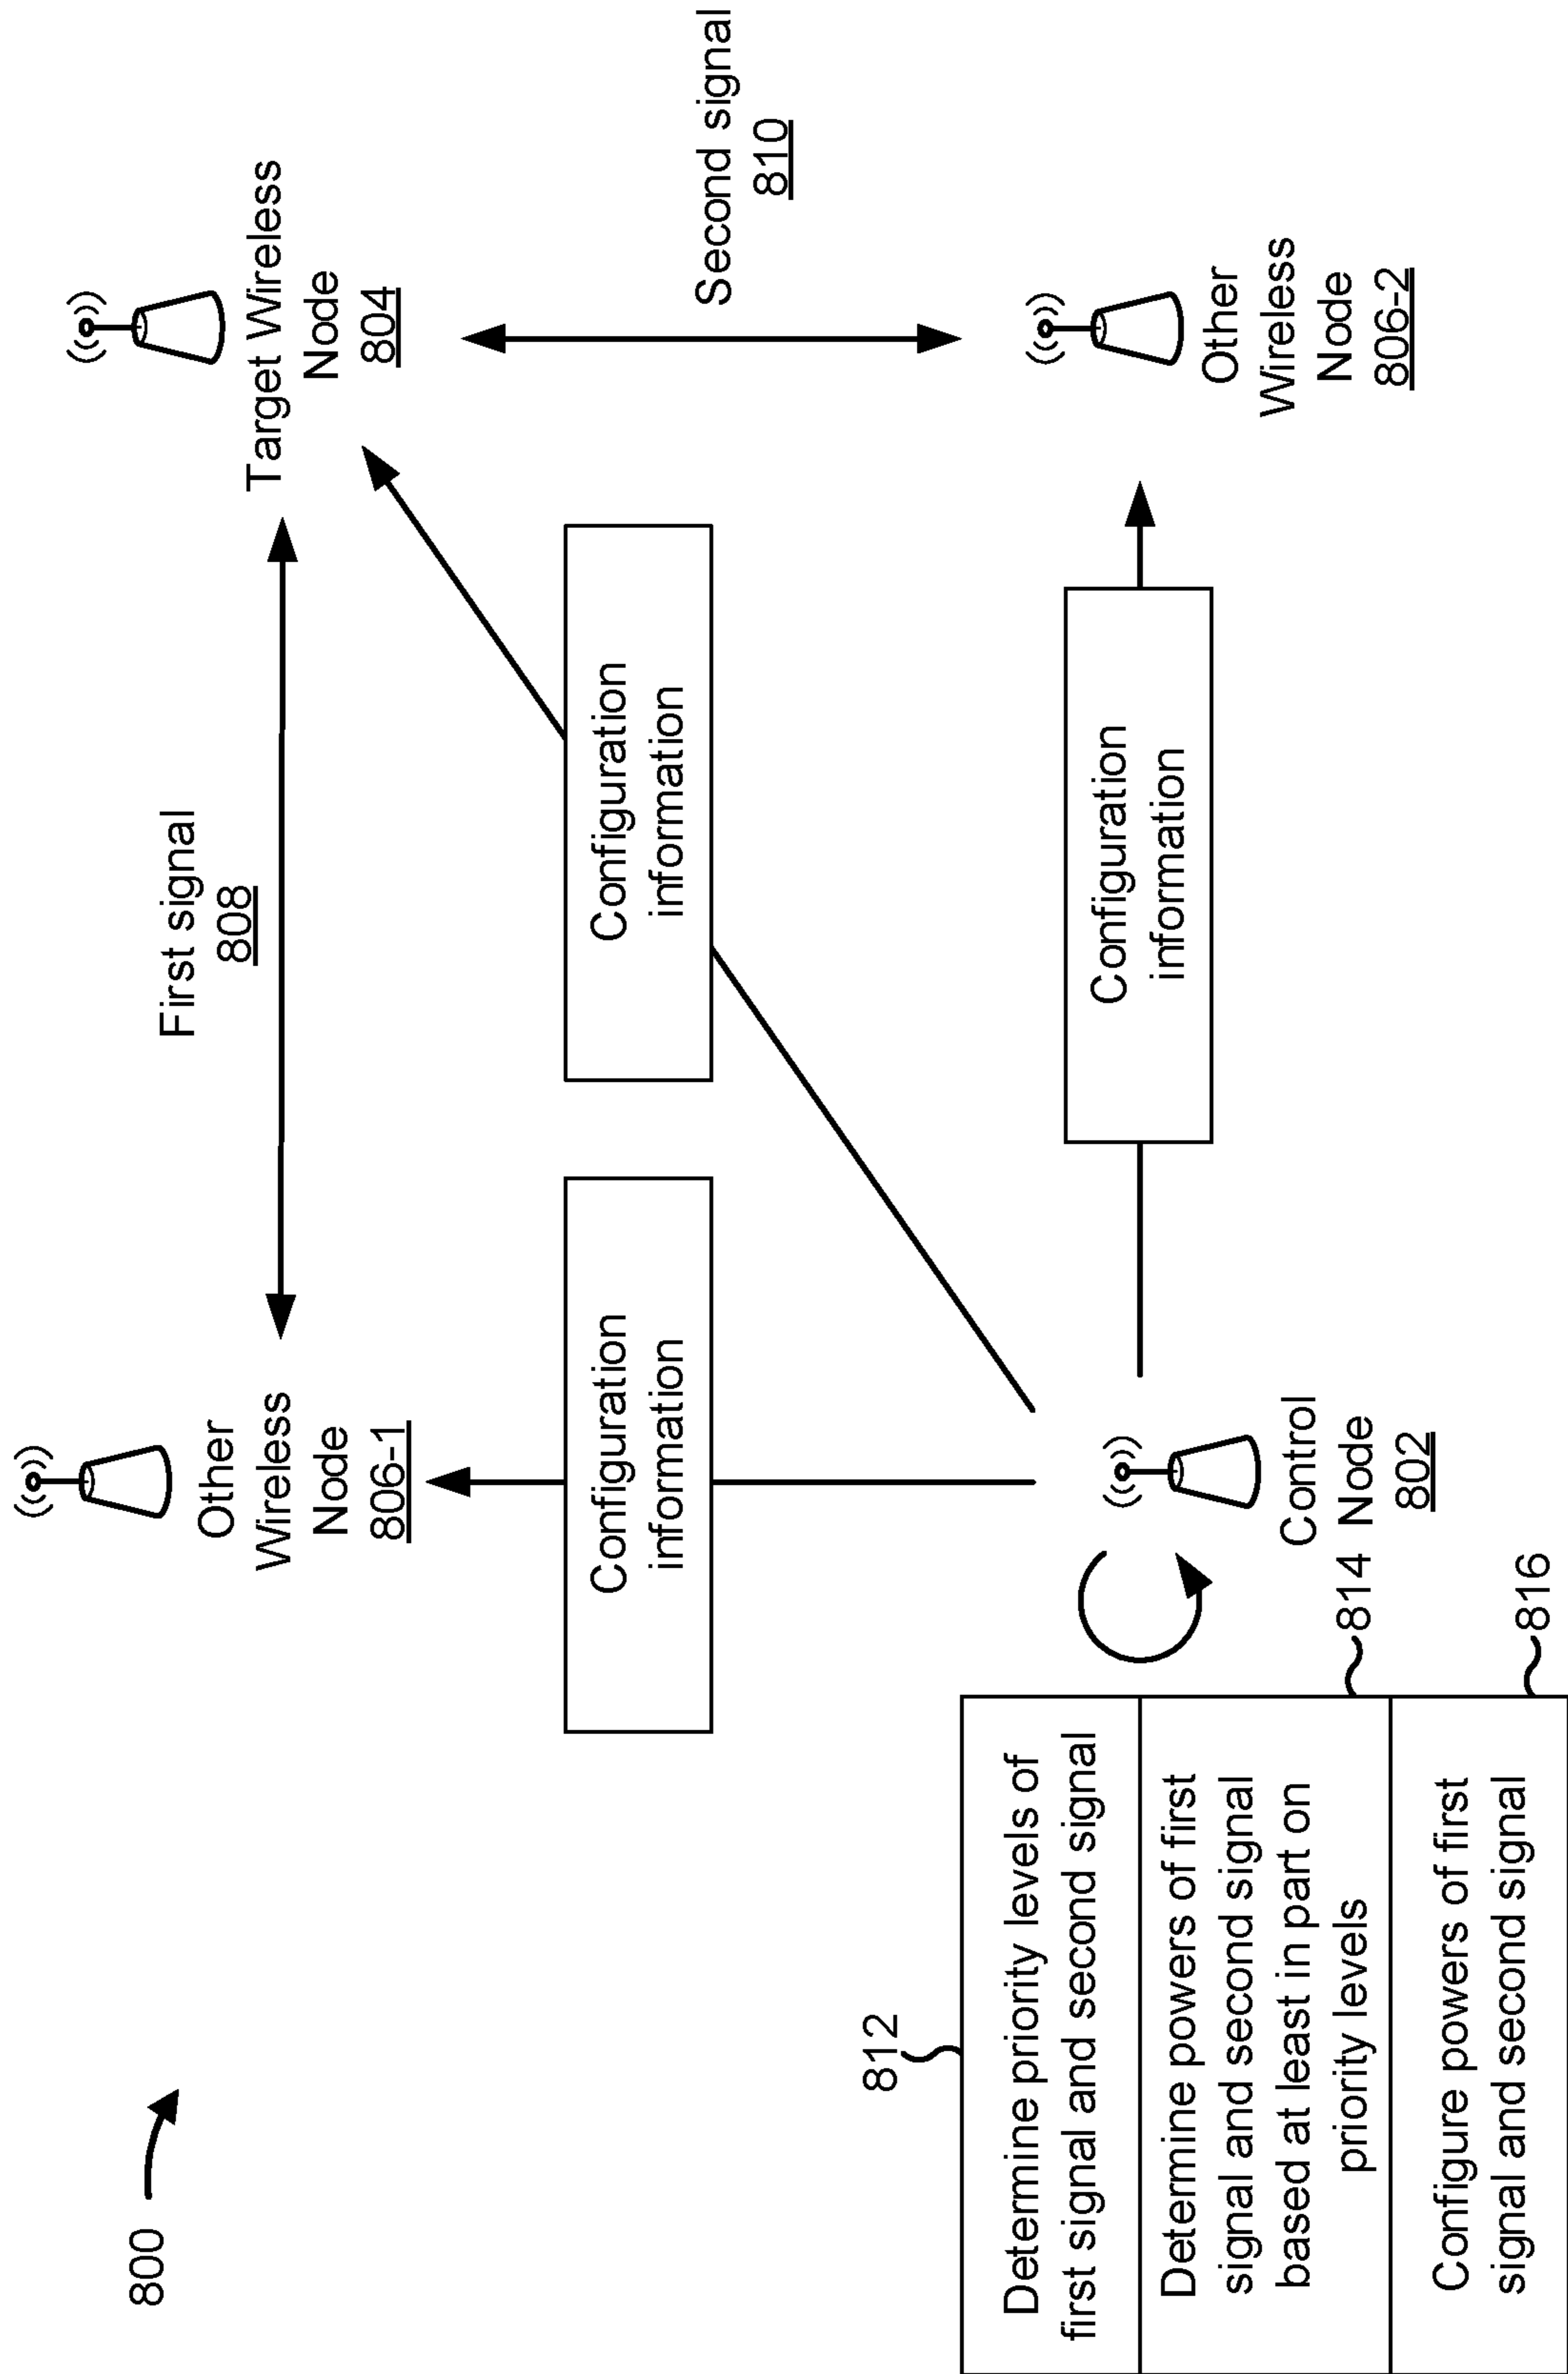 800
First signal
808
Other
Wireless
Node
806-1
Target Wireless
Node
804
Configuration
information
Configuration
information
Second signal
810
Configuration
information
Control
Node
802
Other
Wireless
Node
806-2
812
Determine priority levels of
first signal and second signal
Determine powers of first
signal and second signal
based at least in part on
priority levels
814
Configure powers of first
signal and second signal
816